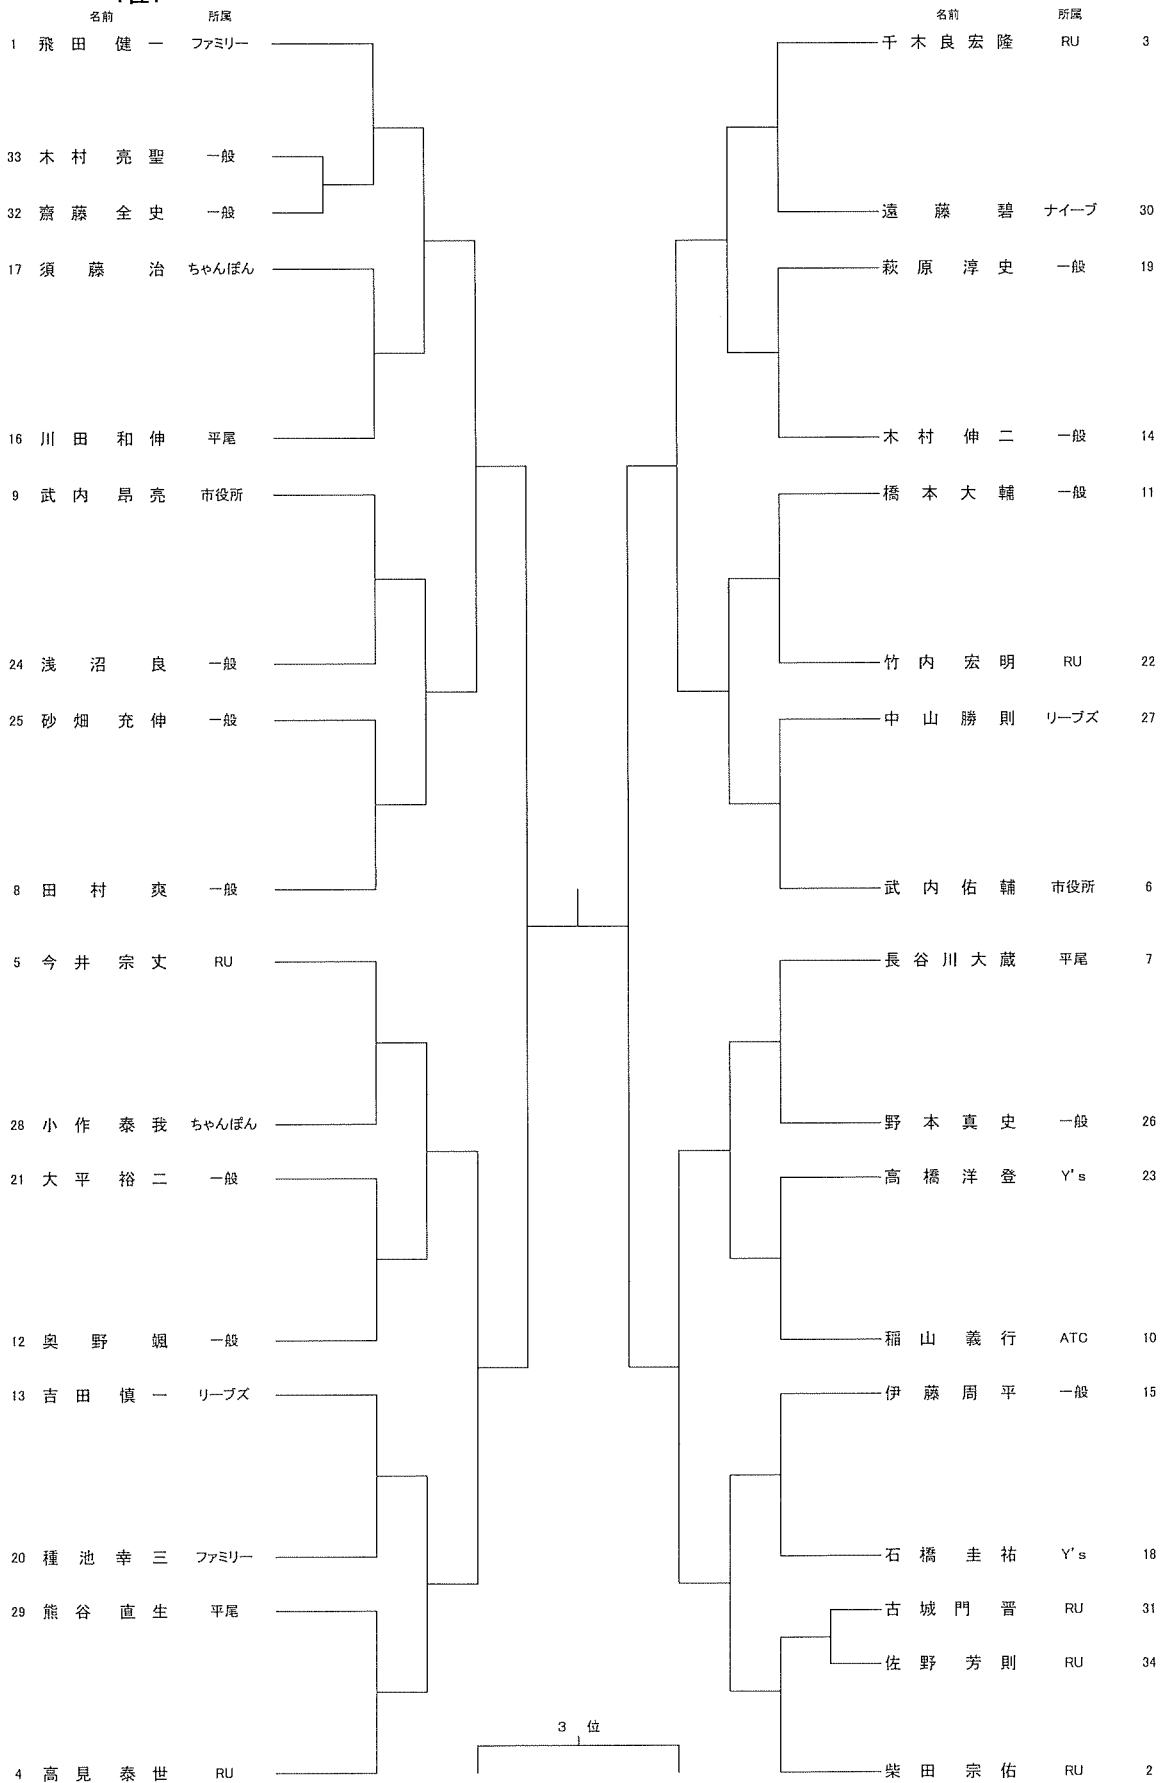 名前 所属
1 飛田健一 ファミリー
33 木村亮聖 一般
32 齋藤全史 一般
17 須藤治 ちゃんぽん
16 川田和伸 平尾
9 武内昂亮 市役所
24 浅沼良 一般
25 砂畑充伸 一般
8 田村爽 一般
5 今井宗丈 RU
28 小作泰我 ちゃんぽん
21 大平裕二 一般
12 奥野颯 一般
13 吉田慎一 リーブズ
20 種池幸三 ファミリー
29 熊谷直生 平尾
4 高見泰世 RU
名前 所属
千木良宏隆 RU 3
遠藤碧 ナイーブ 30
萩原淳史 一般 19
木村伸二 一般 14
橋本大輔 一般 11
竹内宏明 RU 22
中山勝則 リーブズ 27
武内佑輔 市役所 6
長谷川大蔵 平尾 7
野本真史 一般 26
高橋洋登 Y's 23
稲山義行 ATC 10
伊藤周平 一般 15
石橋圭祐 Y's 18
古城門晋 RU 31
佐野芳則 RU 34
柴田宗佑 RU 2
3位